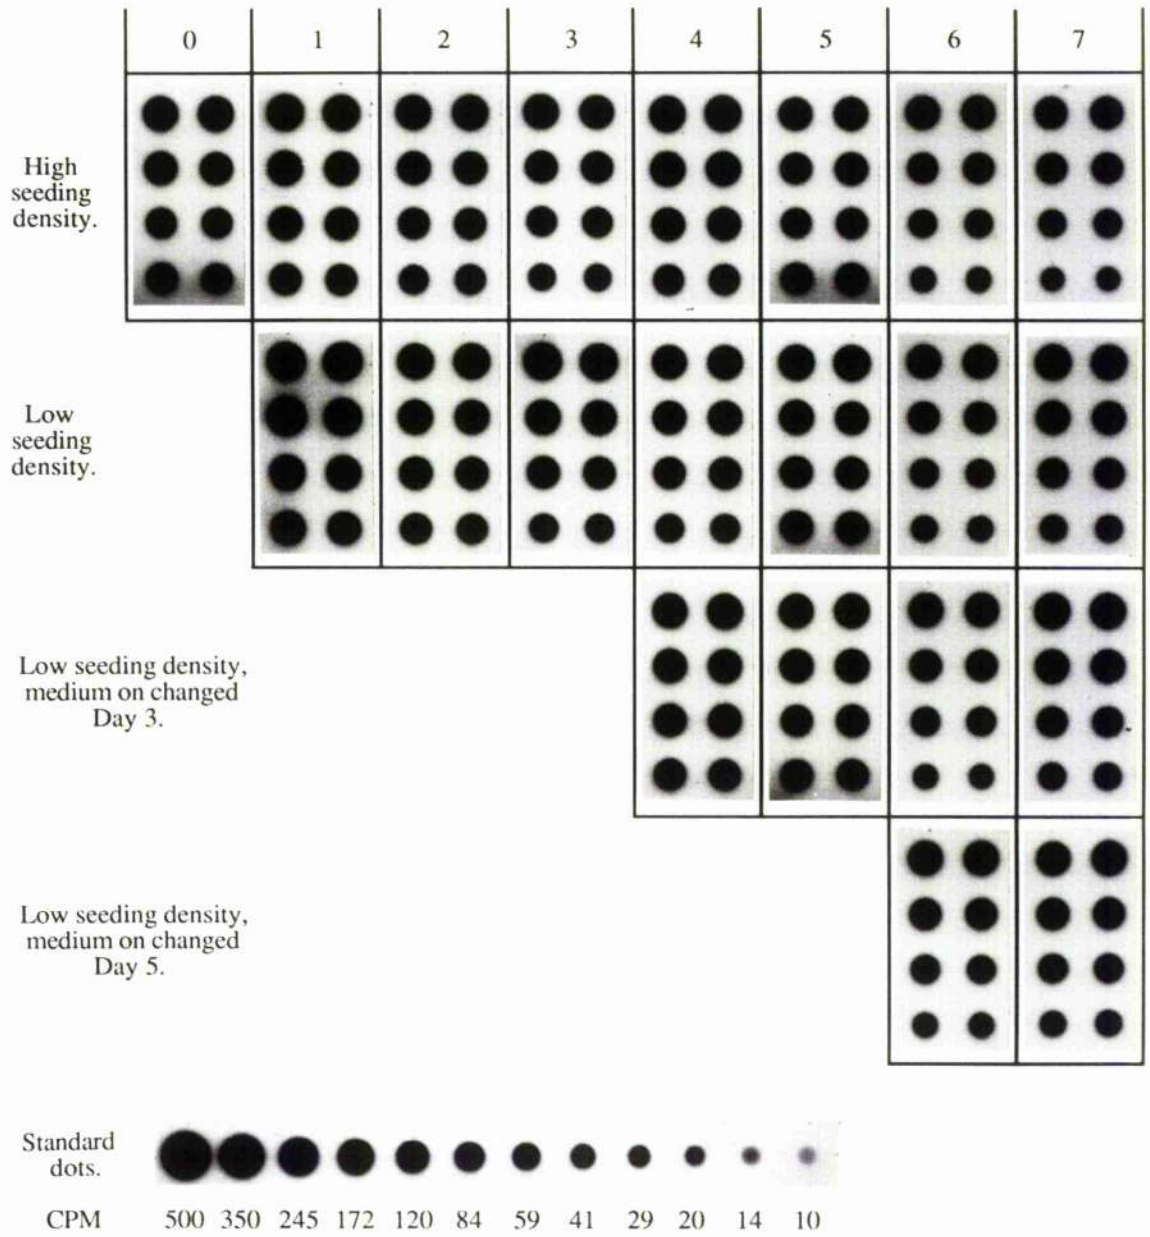 0 1 2 3 4 5 6 7
High
seeding
density.
Low
seeding
density.
Low seeding density,
medium on changed
Day 3.
Low seeding density,
medium on changed
Day 5.
Standard
dots.
CPM 500 350 245 172 120 84 59 41 29 20 14 10